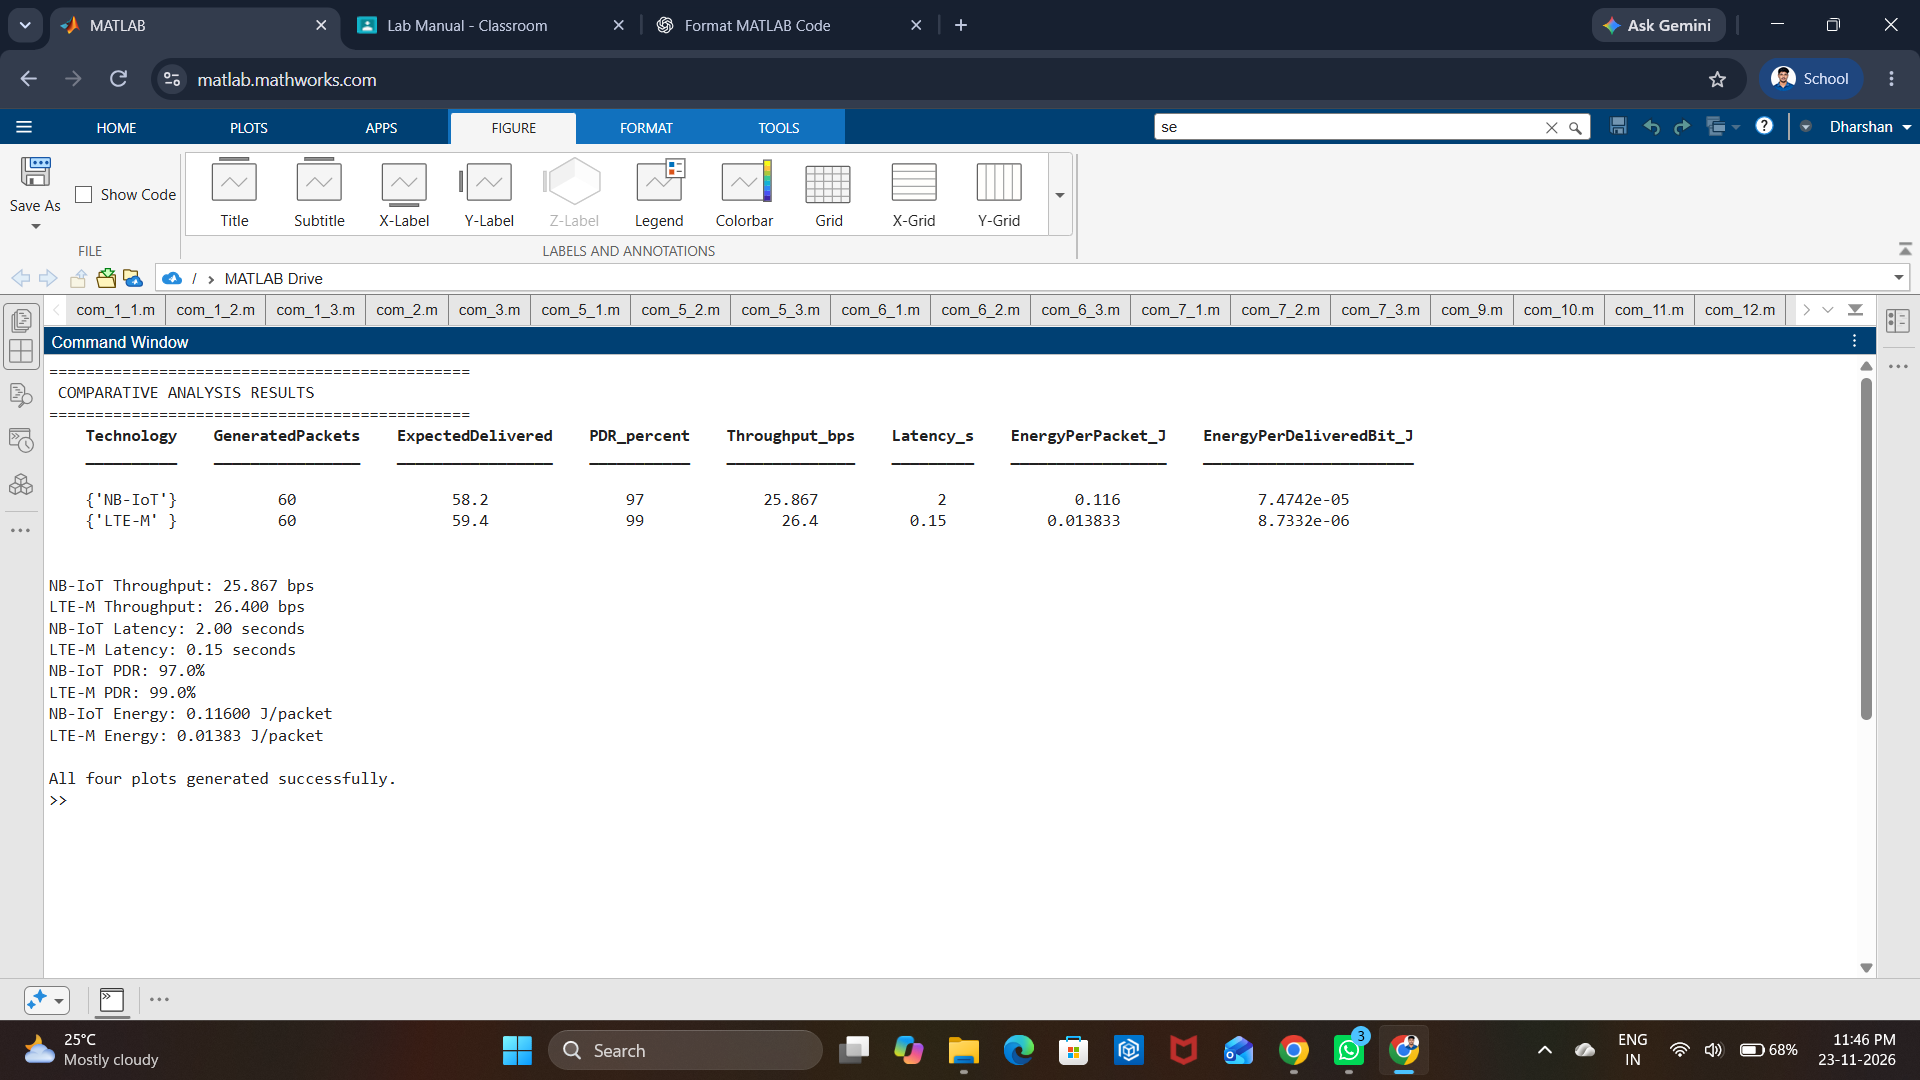 MATLAB
Lab Manual - Classroom
Format MATLAB Code
Ask Gemini
matlab.mathworks.com
School
HOME PLOTS APPS FIGURE FORMAT TOOLS
se
Dharshan
Save As
Show Code
Title Subtitle X-Label Y-Label Z-Label Legend Colorbar Grid X-Grid Y-Grid
FILE LABELS AND ANNOTATIONS
/ › MATLAB Drive
com_1_1.m com_1_2.m com_1_3.m com_2.m com_3.m com_5_1.m com_5_2.m com_5_3.m com_6_1.m com_6_2.m com_6_3.m com_7_1.m com_7_2.m com_7_3.m com_9.m com_10.m com_11.m com_12.m
Command Window
==============================================
COMPARATIVE ANALYSIS RESULTS
==============================================
Technology GeneratedPackets ExpectedDelivered PDR_percent Throughput_bps Latency_s EnergyPerPacket_J EnergyPerDeliveredBit_J
{'NB-IoT'} 60 58.2 97 25.867 2 0.116 7.4742e-05
{'LTE-M' } 60 59.4 99 26.4 0.15 0.013833 8.7332e-06
NB-IoT Throughput: 25.867 bps
LTE-M Throughput: 26.400 bps
NB-IoT Latency: 2.00 seconds
LTE-M Latency: 0.15 seconds
NB-IoT PDR: 97.0%
LTE-M PDR: 99.0%
NB-IoT Energy: 0.11600 J/packet
LTE-M Energy: 0.01383 J/packet
All four plots generated successfully.
>>
25°C
Mostly cloudy
Search
3
ENG
IN
68%
11:46 PM
23-11-2026